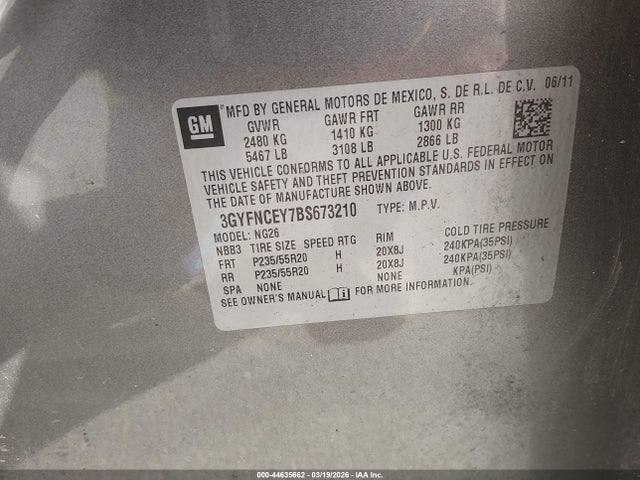 GM
MFD BY GENERAL MOTORS DE MEXICO, S. DE R.L. DE C.V. 06/11
GVWR GAWR FRT GAWR RR
2480 KG 1410 KG 1300 KG
5467 LB 3108 LB 2866 LB
THIS VEHICLE CONFORMS TO ALL APPLICABLE U.S. FEDERAL MOTOR
VEHICLE SAFETY AND THEFT PREVENTION STANDARDS IN EFFECT ON
THE DATE OF MANUFACTURE SHOWN ABOVE.
3GYFNCEY7BS673210 TYPE: M.P.V.
MODEL: NG26
NBB3 TIRE SIZE SPEED RTG RIM COLD TIRE PRESSURE
FRT P235/55R20 H 20X8J 240KPA(35PSI)
RR P235/55R20 H 20X8J 240KPA(35PSI)
SPA NONE NONE KPA(PSI)
SEE OWNER'S MANUAL FOR MORE INFORMATION.
000-44635662 - 03/19/2026 - IAA Inc.